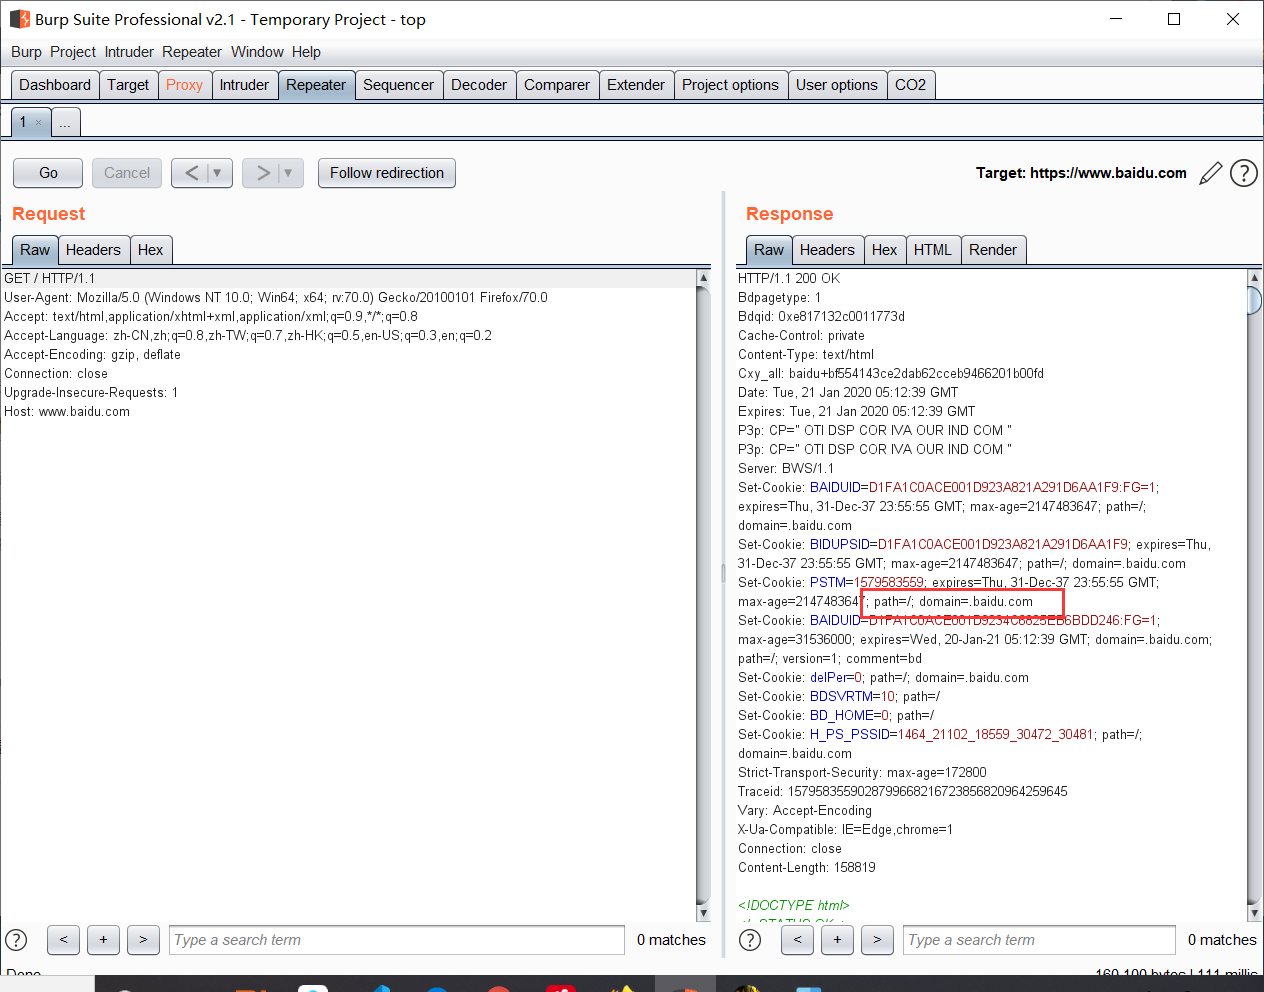 Burp Suite Professional v2.1 - Temporary Project - top
Burp Project Intruder Repeater Window Help
Dashboard Target Proxy Intruder Repeater Sequencer Decoder Comparer Extender Project options User options CO2
1 × ...
Go Cancel < ▼ > ▼ Follow redirection Target: https://www.baidu.com ?
Request
Raw Headers Hex
GET / HTTP/1.1
User-Agent: Mozilla/5.0 (Windows NT 10.0; Win64; x64; rv:70.0) Gecko/20100101 Firefox/70.0
Accept: text/html,application/xhtml+xml,application/xml;q=0.9,*/*;q=0.8
Accept-Language: zh-CN,zh;q=0.8,zh-TW;q=0.7,zh-HK;q=0.5,en-US;q=0.3,en;q=0.2
Accept-Encoding: gzip, deflate
Connection: close
Upgrade-Insecure-Requests: 1
Host: www.baidu.com
? < + > Type a search term 0 matches
Response
Raw Headers Hex HTML Render
HTTP/1.1 200 OK
Bdpagetype: 1
Bdqid: 0xe817132c0011773d
Cache-Control: private
Content-Type: text/html
Cxy_all: baidu+bf554143ce2dab62cceb9466201b00fd
Date: Tue, 21 Jan 2020 05:12:39 GMT
Expires: Tue, 21 Jan 2020 05:12:39 GMT
P3p: CP=" OTI DSP COR IVA OUR IND COM "
P3p: CP=" OTI DSP COR IVA OUR IND COM "
Server: BWS/1.1
Set-Cookie: BAIDUID=D1FA1C0ACE001D923A821A291D6AA1F9:FG=1;
expires=Thu, 31-Dec-37 23:55:55 GMT; max-age=2147483647; path=/;
domain=.baidu.com
Set-Cookie: BIDUPSID=D1FA1C0ACE001D923A821A291D6AA1F9; expires=Thu,
31-Dec-37 23:55:55 GMT; max-age=2147483647; path=/; domain=.baidu.com
Set-Cookie: PSTM=1579583559; expires=Thu, 31-Dec-37 23:55:55 GMT;
max-age=2147483647; path=/; domain=.baidu.com
Set-Cookie: BAIDUID=D1FA1C0ACE001D9234C6825EB6BDD246:FG=1;
max-age=31536000; expires=Wed, 20-Jan-21 05:12:39 GMT; domain=.baidu.com;
path=/; version=1; comment=bd
Set-Cookie: delPer=0; path=/; domain=.baidu.com
Set-Cookie: BDSVRTM=10; path=/
Set-Cookie: BD_HOME=0; path=/
Set-Cookie: H_PS_PSSID=1464_21102_18559_30472_30481; path=/;
domain=.baidu.com
Strict-Transport-Security: max-age=172800
Traceid: 1579583559028799668216723856820964259645
Vary: Accept-Encoding
X-Ua-Compatible: IE=Edge,chrome=1
Connection: close
Content-Length: 158819
<!DOCTYPE html>
? < + > Type a search term 0 matches
Done
160,100 bytes | 111 millis